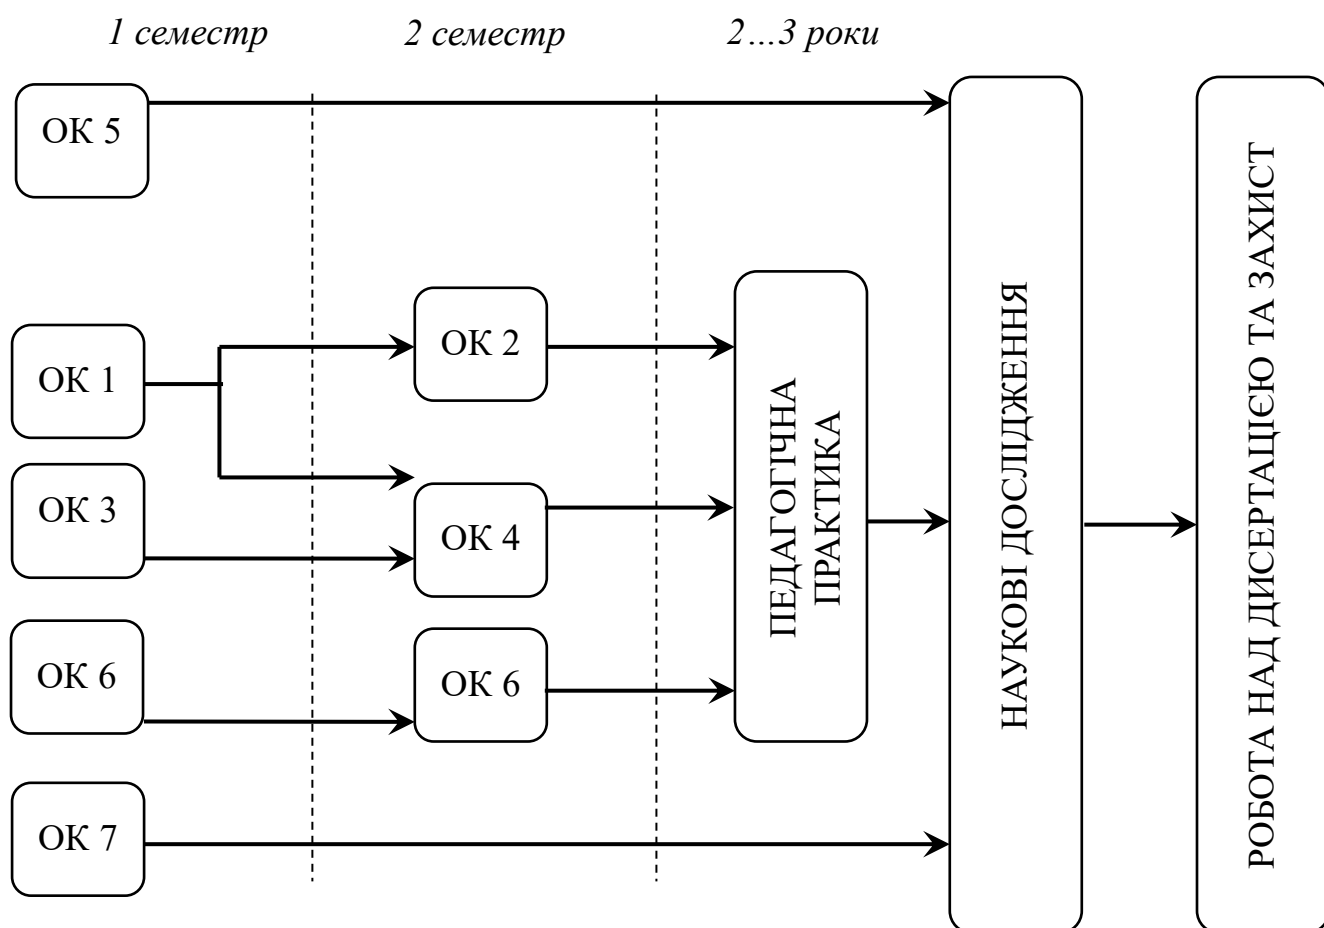 1 семестр
2 семестр
2…3 роки
ОК 5
ОК 1
ОК 3
ОК 6
ОК 7
ОК 2
ОК 4
ОК 6
ПЕДАГОГІЧНА
ПРАКТИКА
НАУКОВІ ДОСЛІДЖЕННЯ
РОБОТА НАД ДИСЕРТАЦІЄЮ ТА ЗАХИСТ